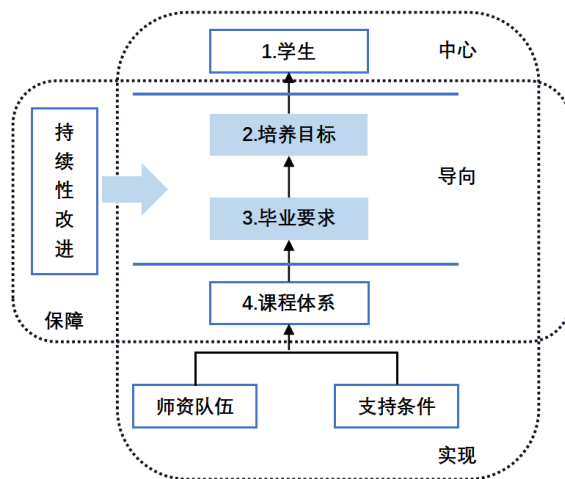 1.学生
中心
2.培养目标
持续性改进
导向
3.毕业要求
4.课程体系
保障
师资队伍
支持条件
实现